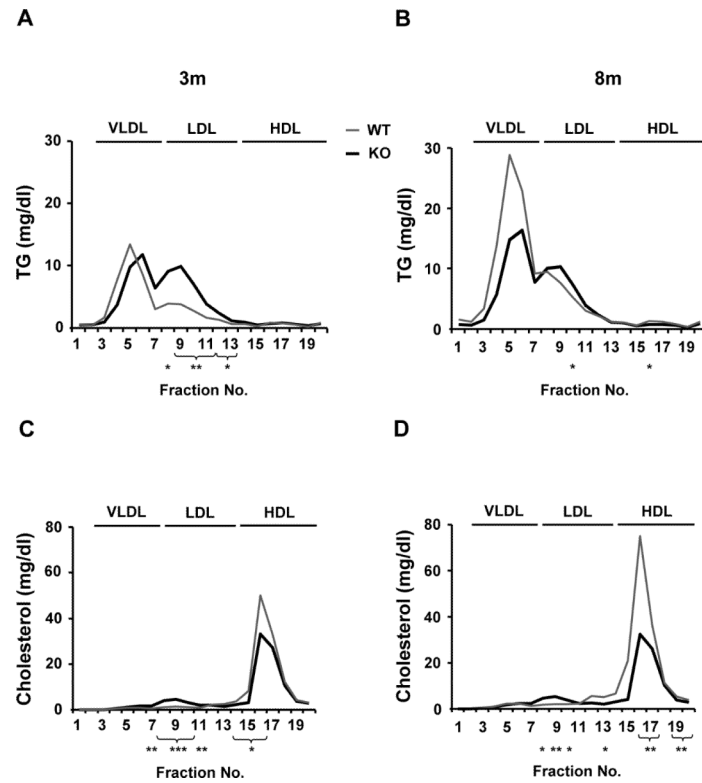 A
B
3m
8m
VLDL LDL HDL
WT
KO
VLDL LDL HDL
30
20
10
0
TG (mg/dl)
1 3 5 7 9 11 13 15 17 19
* ** *
Fraction No.
30
20
10
0
TG (mg/dl)
1 3 5 7 9 11 13 15 17 19
* *
Fraction No.
C
D
VLDL LDL HDL
80
60
40
20
0
Cholesterol (mg/dl)
1 3 5 7 9 11 13 15 17 19
** *** ** *
Fraction No.
VLDL LDL HDL
80
60
40
20
0
Cholesterol (mg/dl)
1 3 5 7 9 11 13 15 17 19
* ** * * ** **
Fraction No.